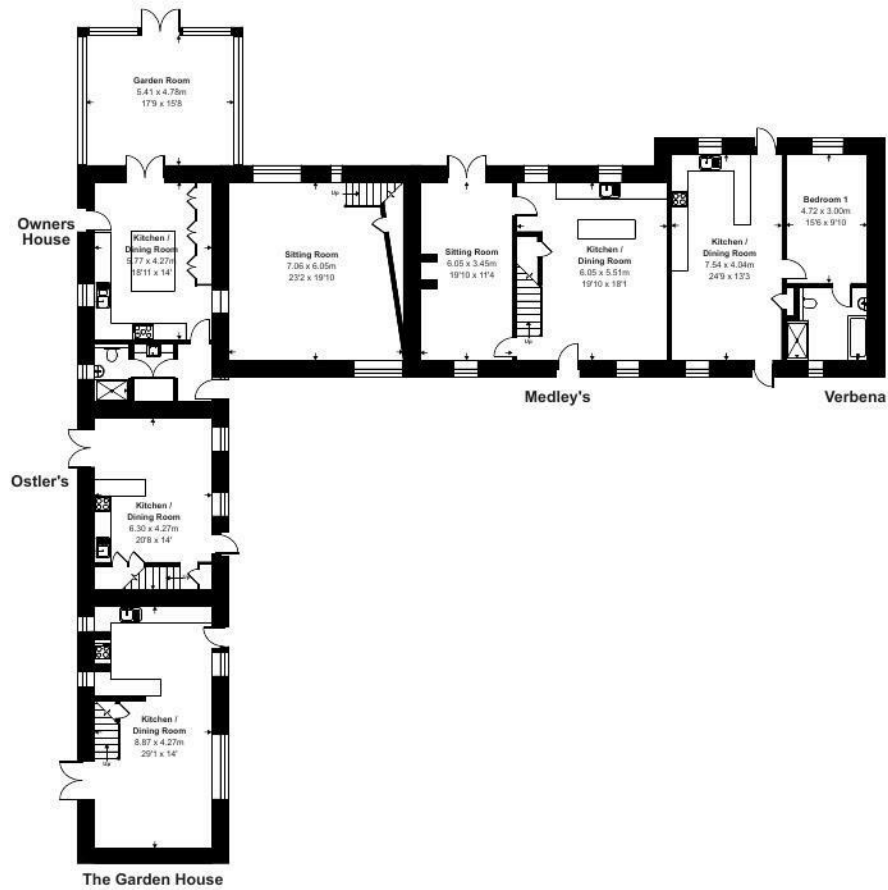 Garden Room
5.41 x 4.78m
17'9 x 15'8
Owners
House
Kitchen /
Dining Room
5.77 x 4.27m
18'11 x 14'
Sitting Room
7.06 x 6.05m
23'2 x 19'10
Up
Sitting Room
6.05 x 3.45m
19'10 x 11'4
Kitchen /
Dining Room
6.05 x 5.51m
19'10 x 18'1
Up
Medley's
Kitchen /
Dining Room
7.54 x 4.04m
24'9 x 13'3
Bedroom 1
4.72 x 3.00m
15'6 x 9'10
Verbena
Ostler's
Kitchen /
Dining Room
6.30 x 4.27m
20'8 x 14'
Up
Kitchen /
Dining Room
8.87 x 4.27m
29'1 x 14'
Up
The Garden House